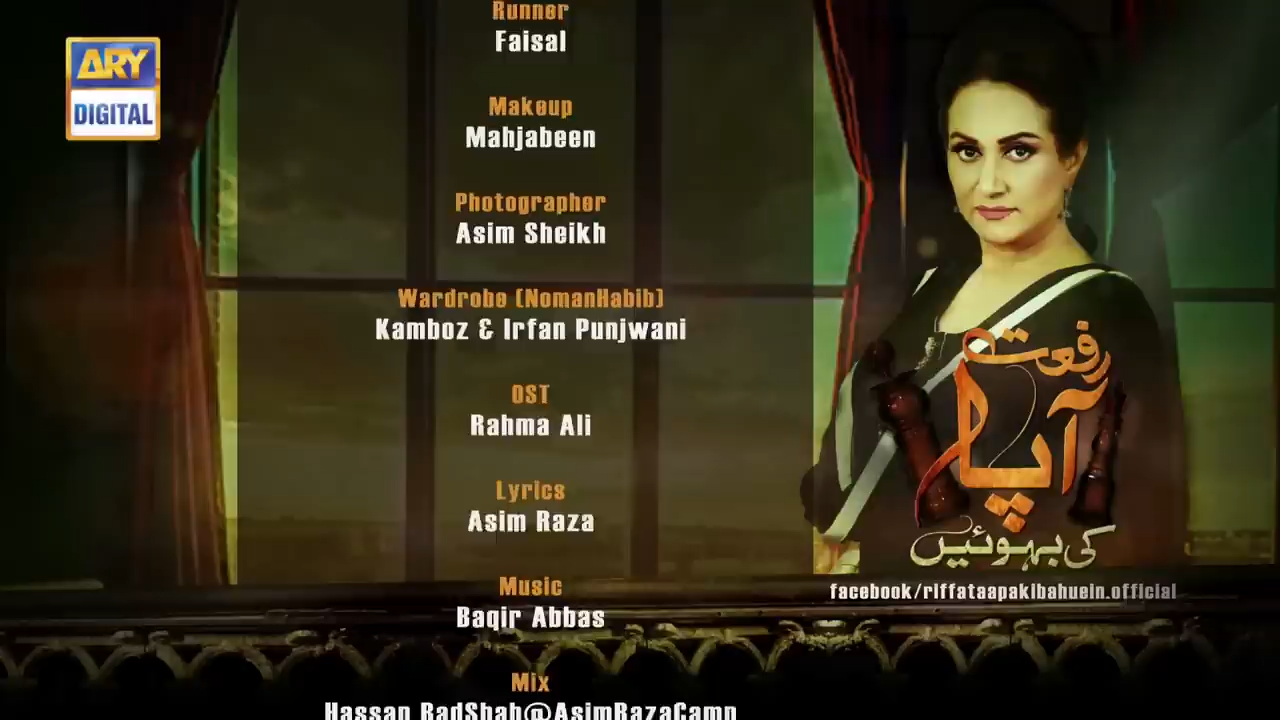 ARY
DIGITAL
Runner
Faisal
Makeup
Mahjabeen
Photographer
Asim Sheikh
Wardrobe (NomanHabib)
Kamboz & Irfan Punjwani
OST
Rahma Ali
Lyrics
Asim Raza
Music
Baqir Abbas
Mix
Hassan BadShah@AsimRazaCamp
رفعت
آپا
کی بہوئیں
facebook/riffataapakibahuein.official